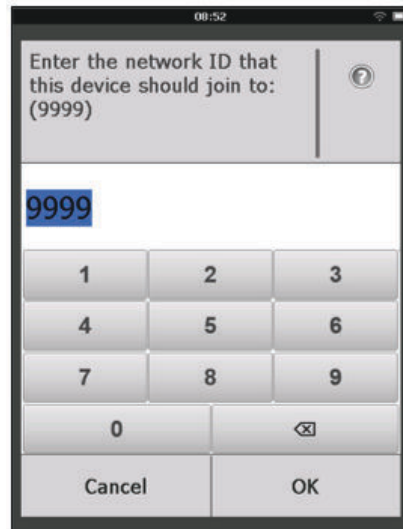 08:52
Enter the network ID that
this device should join to:
(9999)
?
9999
1 2 3
4 5 6
7 8 9
0
Cancel OK